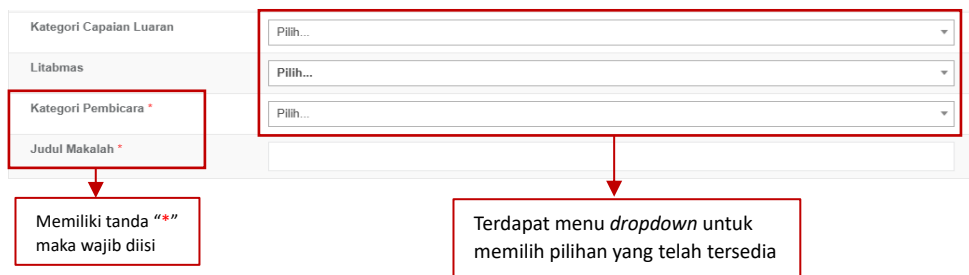 Kategori Capaian Luaran
Pilih...
Litabmas
Pilih...
Kategori Pembicara *
Pilih...
Judul Makalah *
Memiliki tanda “*”
maka wajib diisi
Terdapat menu dropdown untuk
memilih pilihan yang telah tersedia